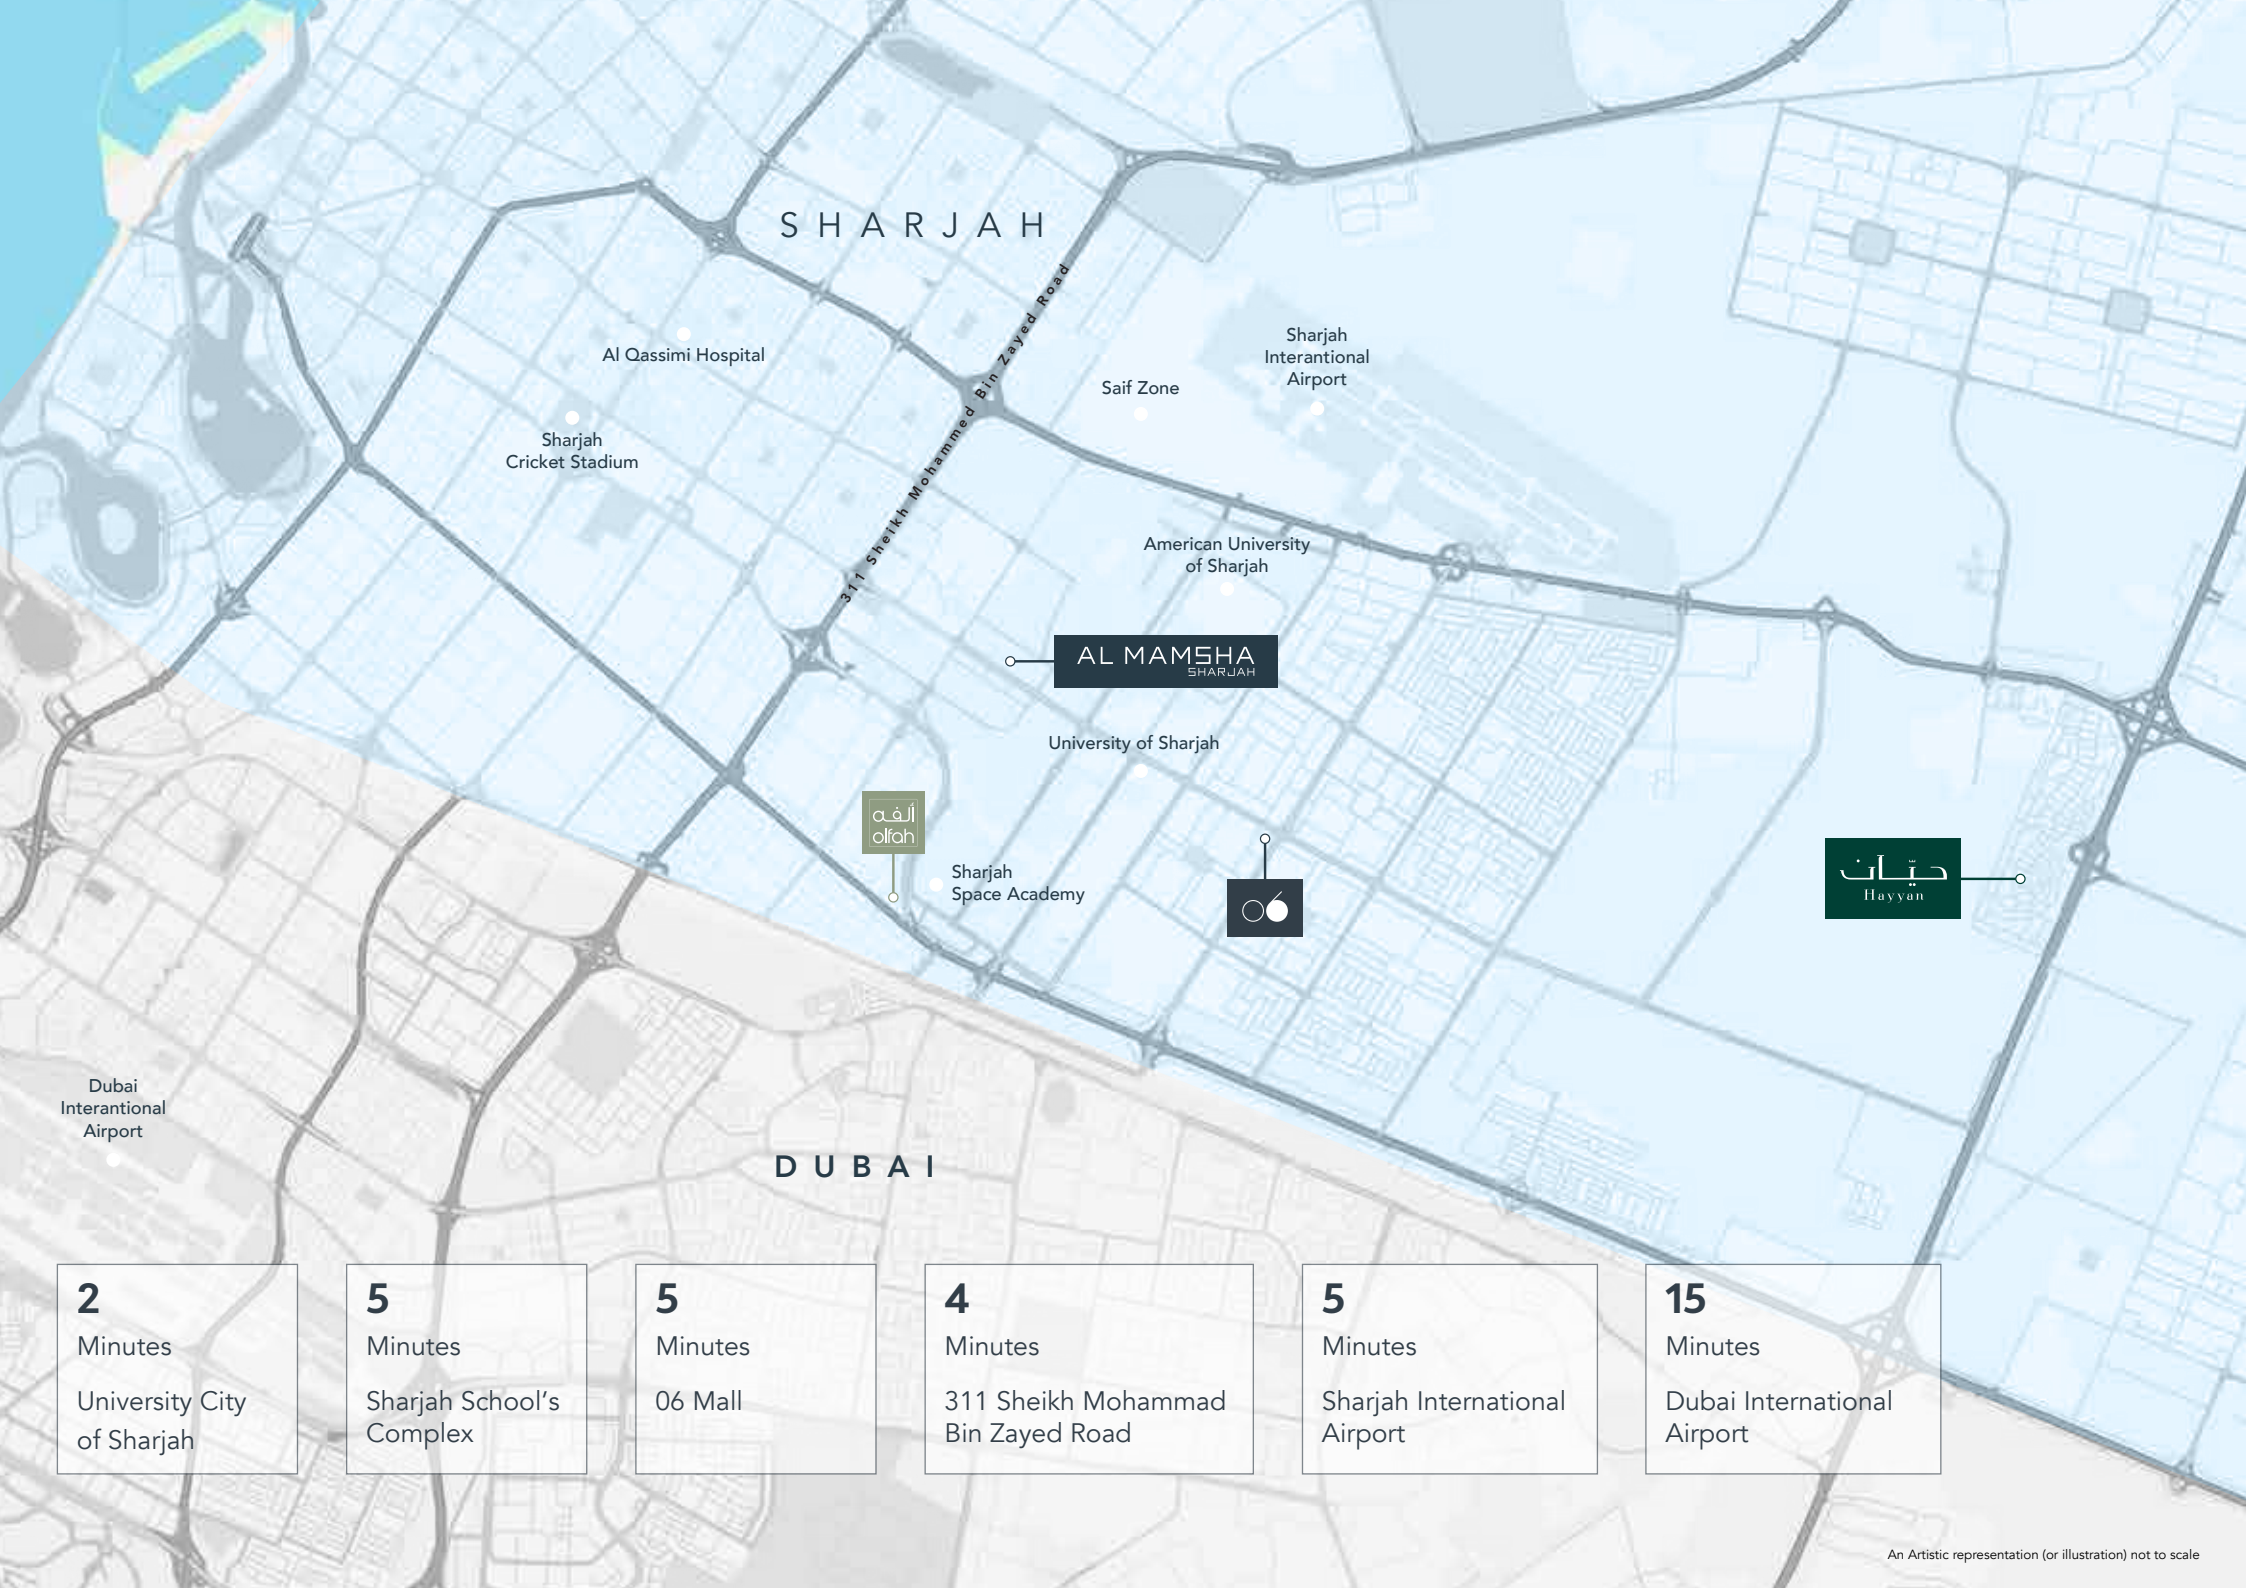 SHARJAH
311 Sheikh Mohammed Bin Zayed Road
Al Qassimi Hospital
Sharjah
Cricket Stadium
Saif Zone
Sharjah
Interantional
Airport
American University
of Sharjah
AL MAMSHA
SHARJAH
University of Sharjah
ألفه
olfah
Sharjah
Space Academy
06
حيّان
Hayyan
Dubai
Interantional
Airport
DUBAI
2
Minutes
University City
of Sharjah
5
Minutes
Sharjah School’s
Complex
5
Minutes
06 Mall
4
Minutes
311 Sheikh Mohammad
Bin Zayed Road
5
Minutes
Sharjah International
Airport
15
Minutes
Dubai International
Airport
An Artistic representation (or illustration) not to scale